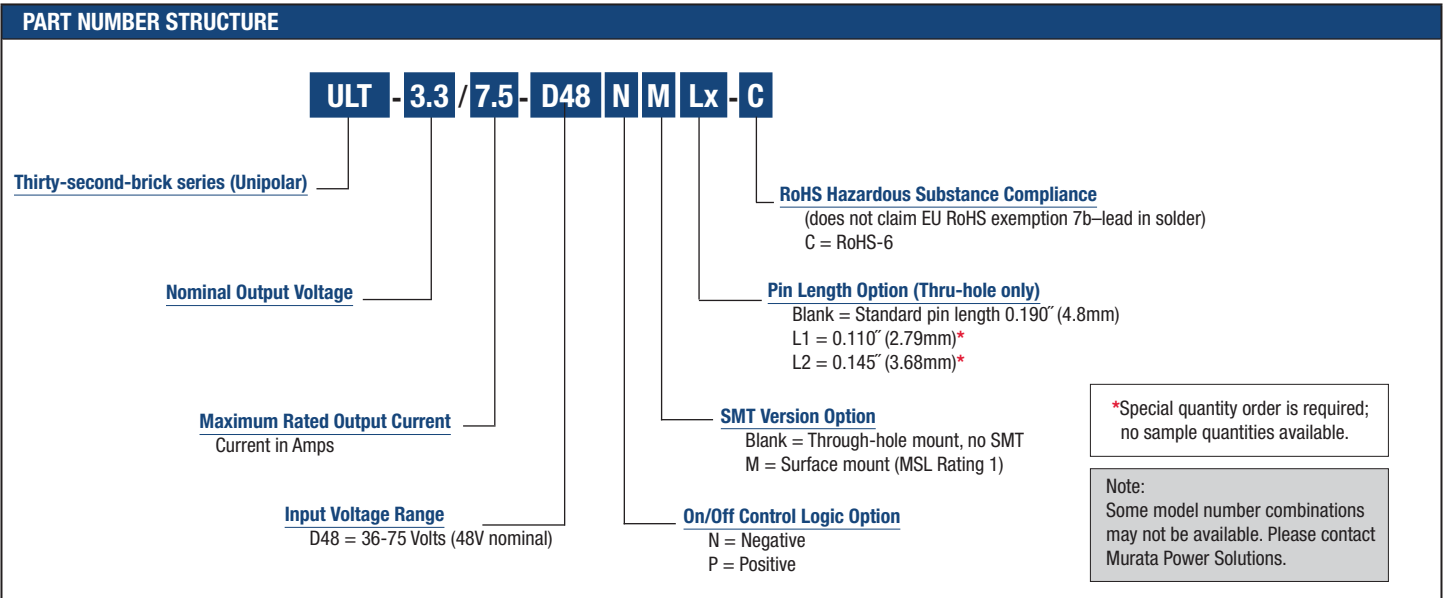 PART NUMBER STRUCTURE
ULT - 3.3 / 7.5 - D48 N M Lx - C
Thirty-second-brick series (Unipolar)
RoHS Hazardous Substance Compliance
(does not claim EU RoHS exemption 7b–lead in solder)
C = RoHS-6
Nominal Output Voltage
Pin Length Option (Thru-hole only)
Blank = Standard pin length 0.190˝ (4.8mm)
L1 = 0.110˝ (2.79mm)*
L2 = 0.145˝ (3.68mm)*
Maximum Rated Output Current
Current in Amps
SMT Version Option
Blank = Through-hole mount, no SMT
M = Surface mount (MSL Rating 1)
*Special quantity order is required;
no sample quantities available.
Input Voltage Range
D48 = 36-75 Volts (48V nominal)
On/Off Control Logic Option
N = Negative
P = Positive
Note:
Some model number combinations
may not be available. Please contact
Murata Power Solutions.